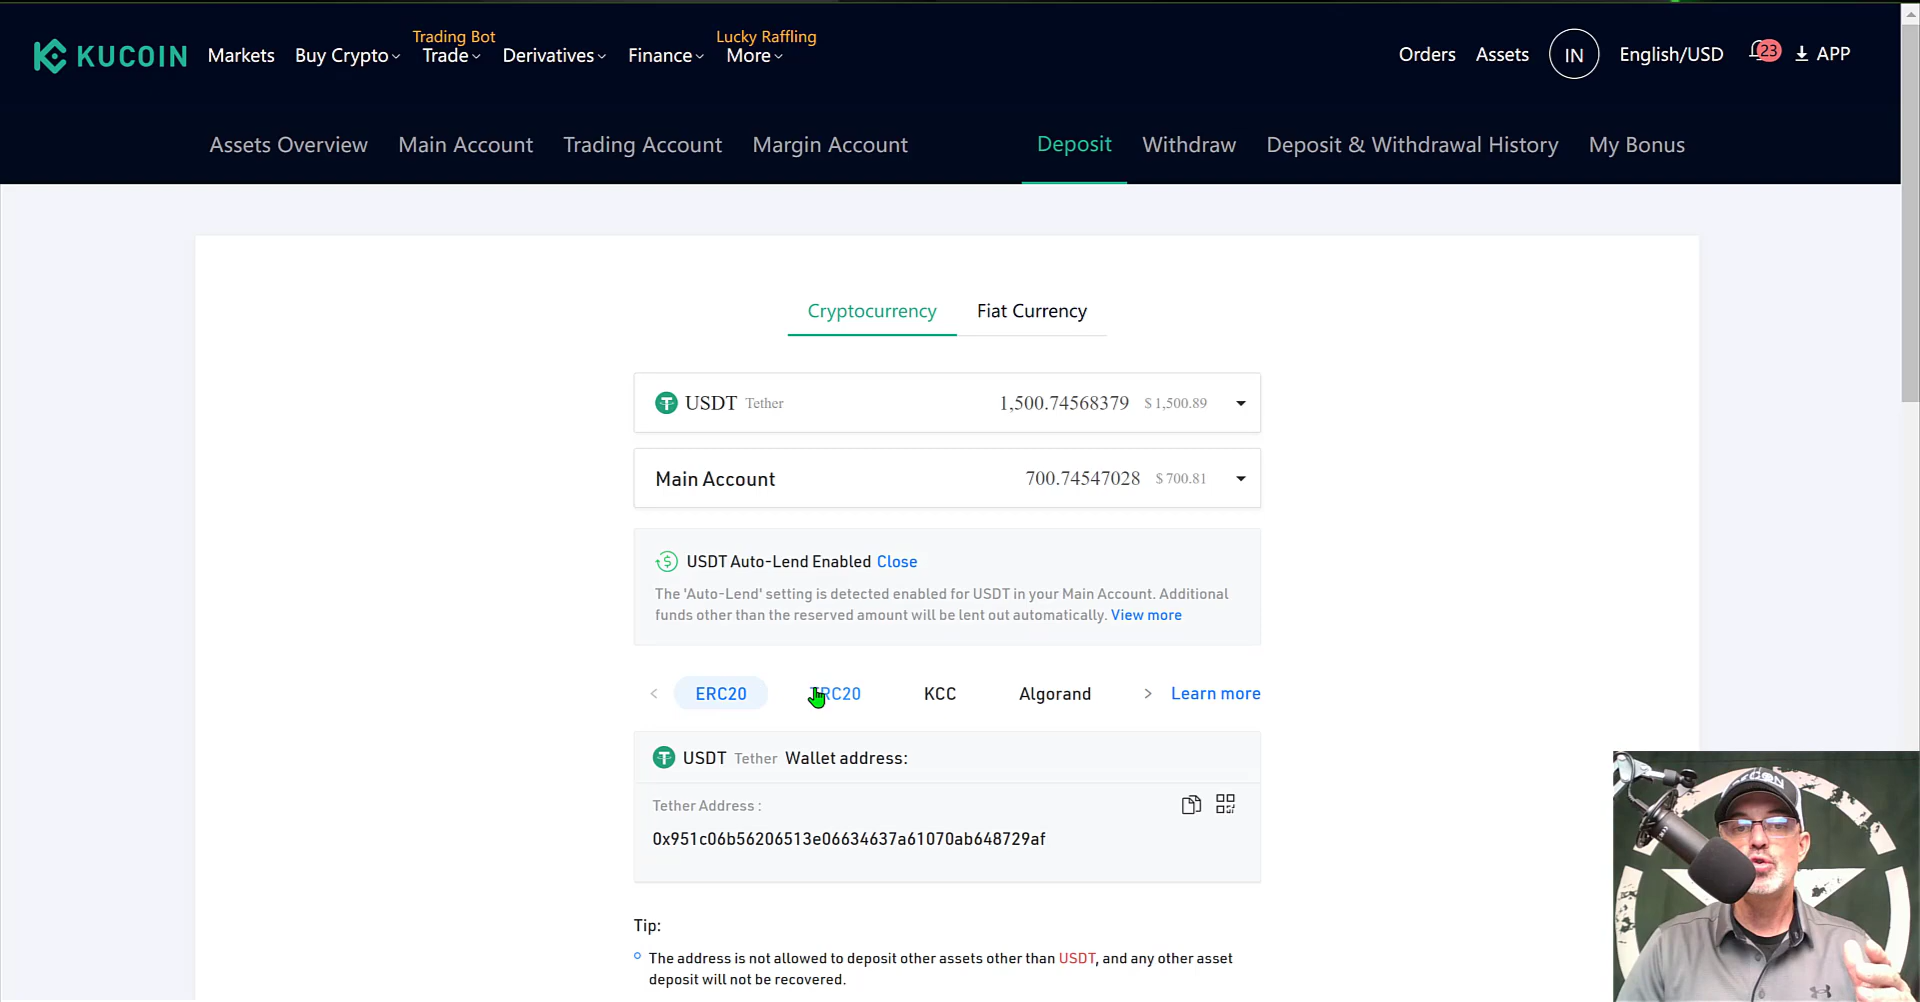 KUCOIN
Markets
Buy Crypto
Trading Bot
Trade
Derivatives
Finance
Lucky Raffling
More
Orders
Assets
IN
English/USD
23
APP
Assets Overview
Main Account
Trading Account
Margin Account
Deposit
Withdraw
Deposit & Withdrawal History
My Bonus
Cryptocurrency
Fiat Currency
USDT Tether 1,500.74568379 $ 1,500.89
Main Account 700.74547028 $ 700.81
USDT Auto-Lend Enabled Close
The 'Auto-Lend' setting is detected enabled for USDT in your Main Account. Additional
funds other than the reserved amount will be lent out automatically. View more
< ERC20 TRC20 KCC Algorand > Learn more
USDT Tether Wallet address:
Tether Address :
0x951c06b56206513e06634637a61070ab648729af
Tip:
The address is not allowed to deposit other assets other than USDT, and any other asset
deposit will not be recovered.